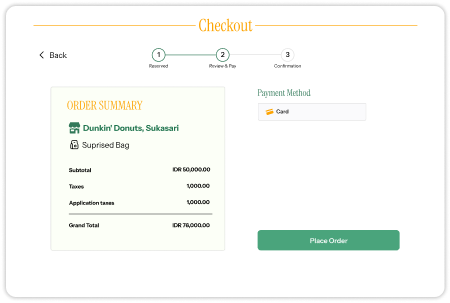 Checkout
Back
1
2
3
Reserved
Review & Pay
Confirmation
ORDER SUMMARY
Dunkin' Donuts, Sukasari
Suprised Bag
Subtotal IDR 50,000.00
Taxes 1,000.00
Application taxes 1,000.00
Grand Total IDR 76,000.00
Payment Method
Card
Place Order